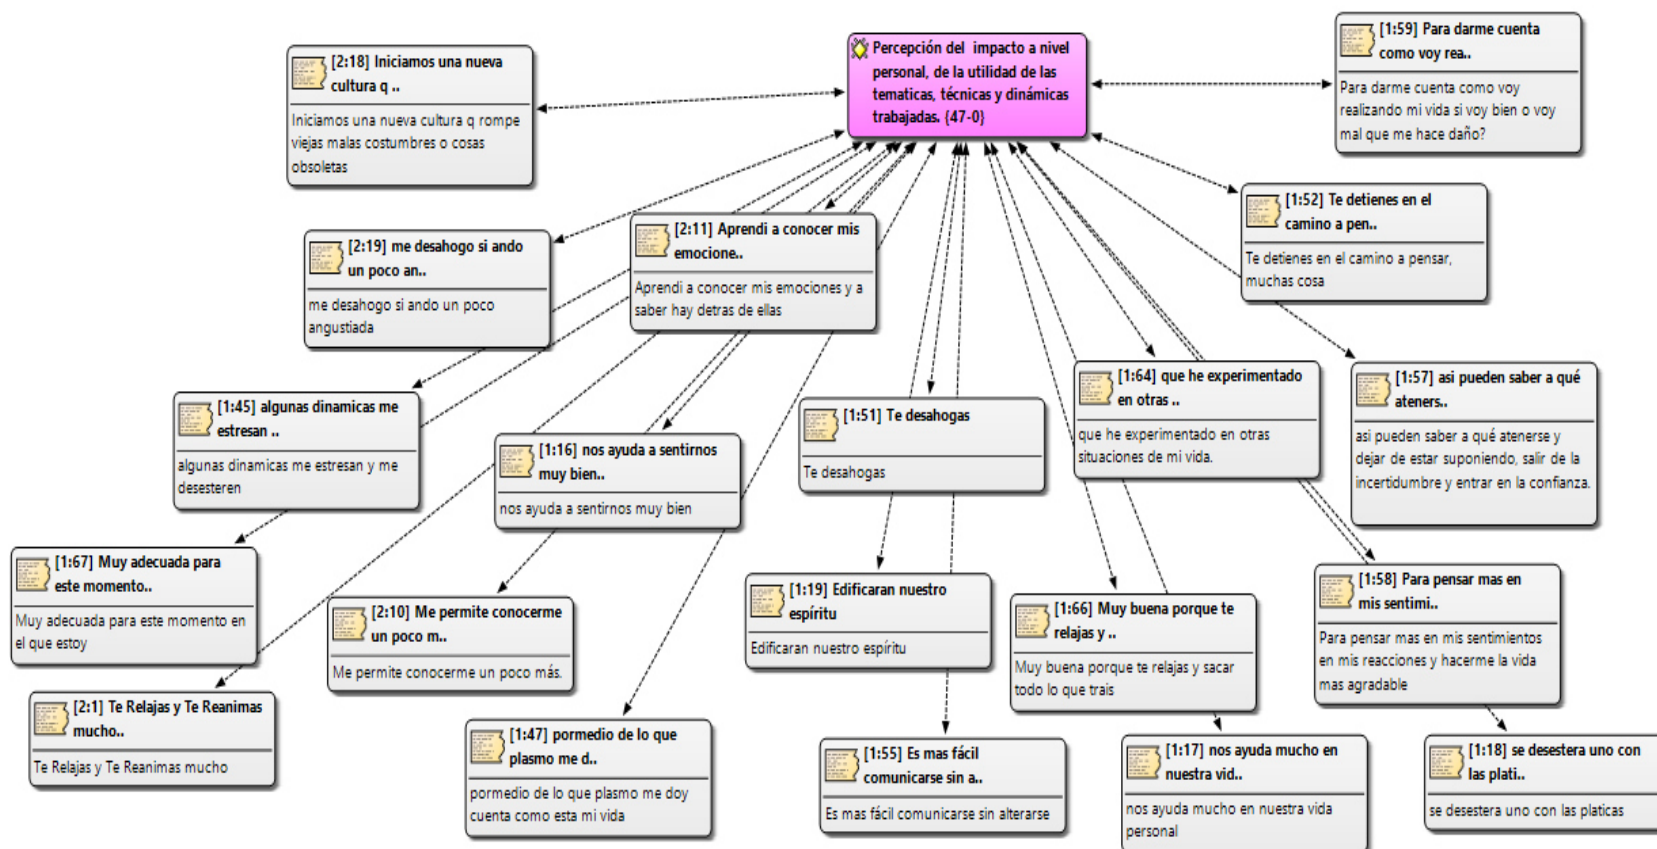 Percepción del  impacto a nivel
personal, de la utilidad de las
tematicas, técnicas y dinámicas
trabajadas. {47-0}
[1:59] Para darme cuenta
como voy rea..
Para darme cuenta como voy
realizando mi vida si voy bien o voy
mal que me hace daño?
[2:18] Iniciamos una nueva
cultura q ..
Iniciamos una nueva cultura q rompe
viejas malas costumbres o cosas
obsoletas
[1:52] Te detienes en el
camino a pen..
Te detienes en el camino a pensar,
muchas cosa
[2:19] me desahogo si ando
un poco an..
me desahogo si ando un poco
angustiada
[2:11] Aprendi a conocer mis
emocione..
Aprendi a conocer mis emociones y a
saber hay detras de ellas
[1:64] que he experimentado
en otras ..
que he experimentado en otras
situaciones de mi vida.
[1:57] asi pueden saber a qué
ateners..
asi pueden saber a qué atenerse y
dejar de estar suponiendo, salir de la
incertidumbre y entrar en la confianza.
[1:45] algunas dinamicas me
estresan ..
algunas dinamicas me estresan y me
desesteren
[1:16] nos ayuda a sentirnos
muy bien..
nos ayuda a sentirnos muy bien
[1:51] Te desahogas
Te desahogas
[1:67] Muy adecuada para
este momento..
Muy adecuada para este momento en
el que estoy
[2:10] Me permite conocerme
un poco m..
Me permite conocerme un poco más.
[1:19] Edificaran nuestro
espíritu
Edificaran nuestro espíritu
[1:66] Muy buena porque te
relajas y ..
Muy buena porque te relajas y sacar
todo lo que trais
[1:58] Para pensar mas en
mis sentimi..
Para pensar mas en mis sentimientos
en mis reacciones y hacerme la vida
mas agradable
[2:1] Te Relajas y Te Reanimas
mucho..
Te Relajas y Te Reanimas mucho
[1:47] pormedio de lo que
plasmo me d..
pormedio de lo que plasmo me doy
cuenta como esta mi vida
[1:55] Es mas fácil
comunicarse sin a..
Es mas fácil comunicarse sin alterarse
[1:17] nos ayuda mucho en
nuestra vid..
nos ayuda mucho en nuestra vida
personal
[1:18] se desestera uno con
las plati..
se desestera uno con las platicas